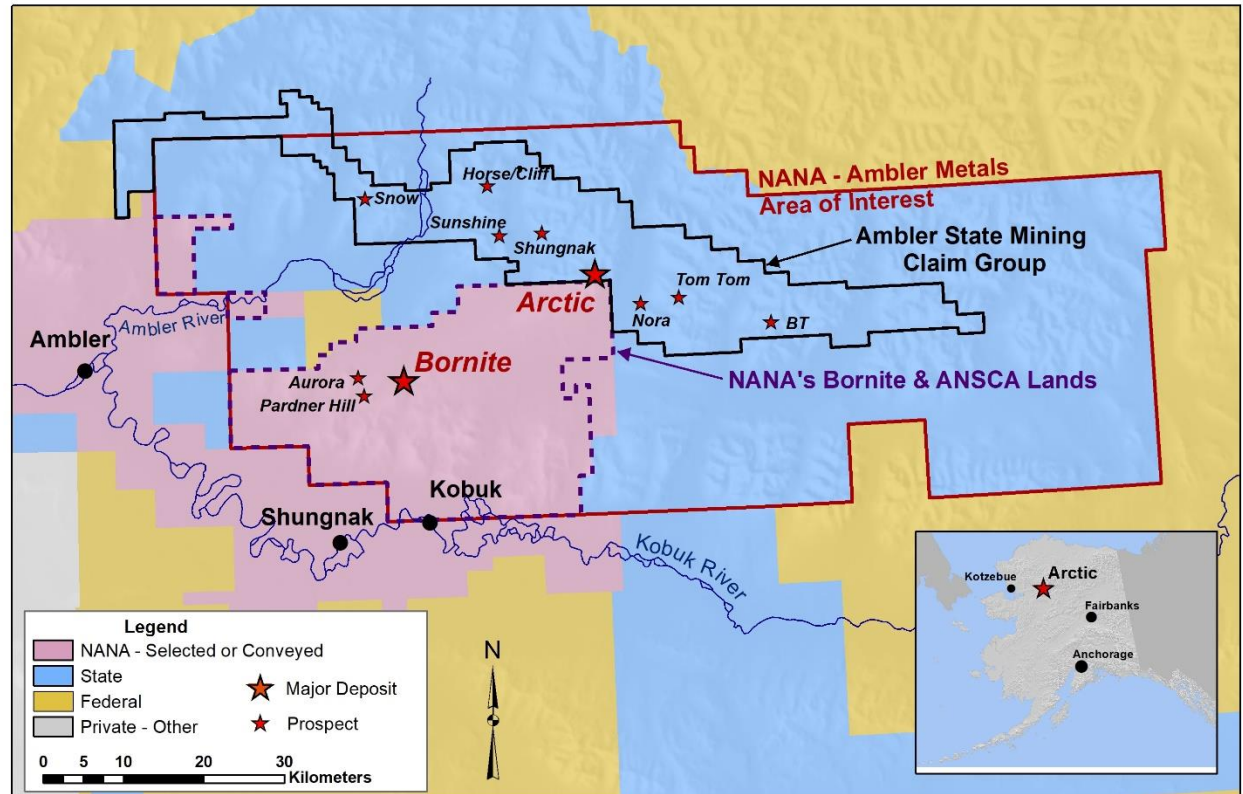 NANA - Ambler Metals
Area of Interest
Ambler State Mining
Claim Group
Horse/Cliff
Snow
Sunshine
Shungnak
Arctic
Tom Tom
Nora
BT
NANA's Bornite & ANSCA Lands
Ambler River
Ambler
Bornite
Aurora
Pardner Hill
Kobuk
Shungnak
Kobuk River
Legend
NANA - Selected or Conveyed
State
Federal
Private - Other
Major Deposit
Prospect
0 5 10 20 30
Kilometers
N
Arctic
Kotzebue
Fairbanks
Anchorage